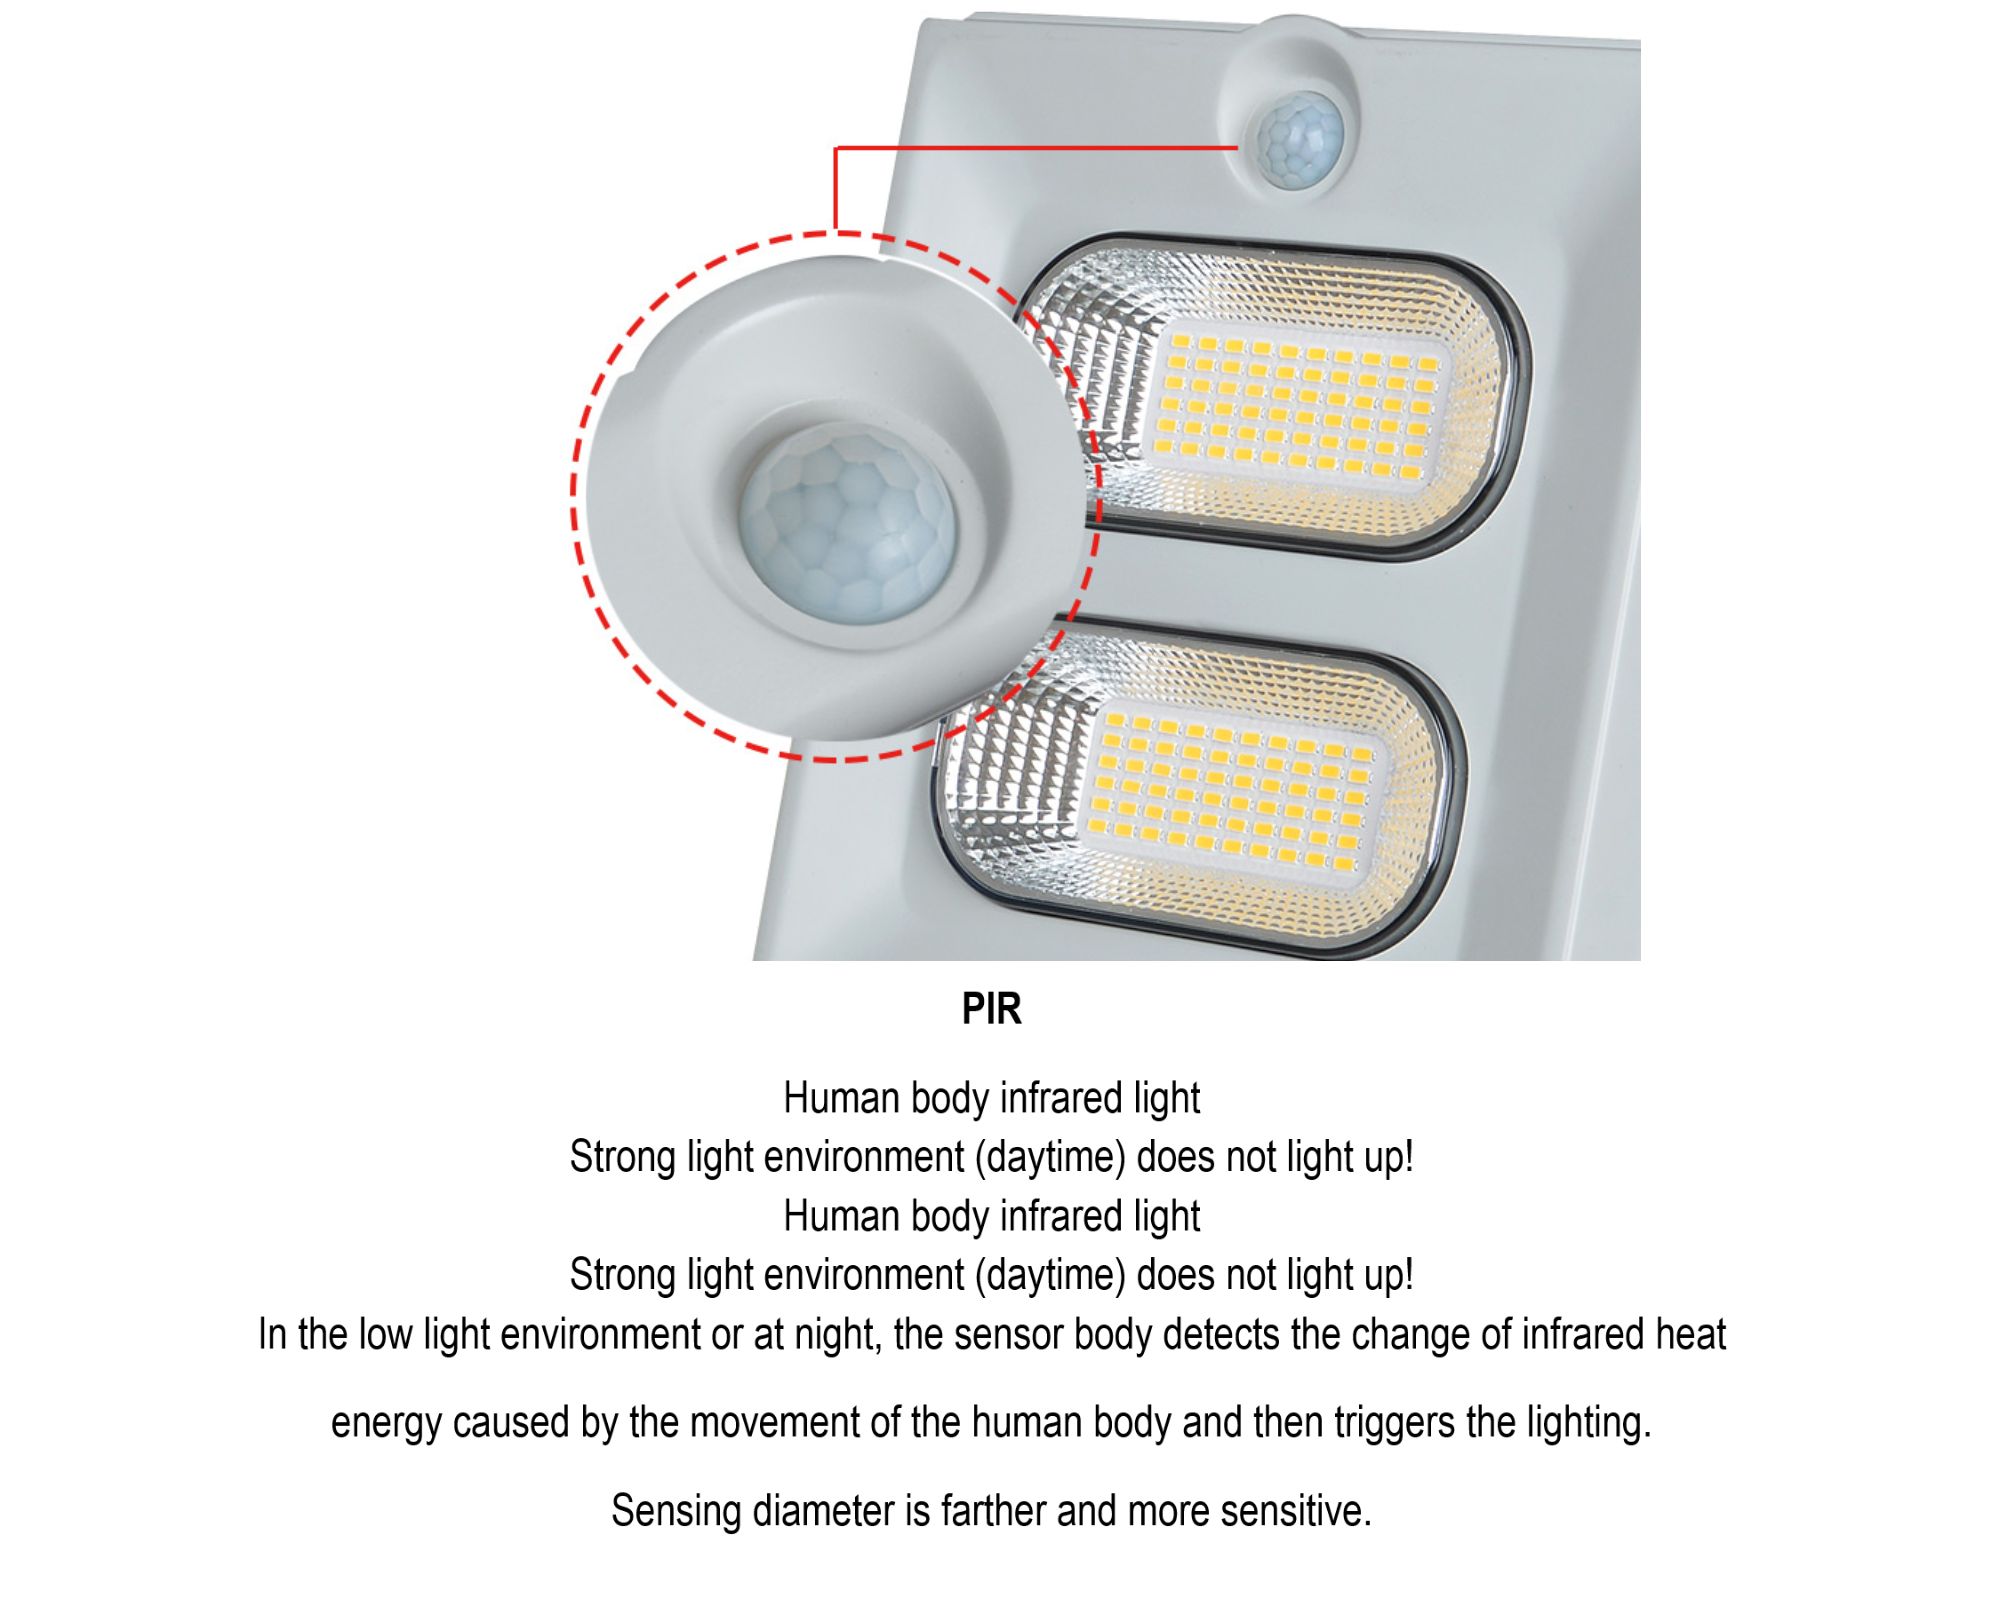 PIR
Human body infrared light
Strong light environment (daytime) does not light up!
Human body infrared light
Strong light environment (daytime) does not light up!
In the low light environment or at night, the sensor body detects the change of infrared heat
energy caused by the movement of the human body and then triggers the lighting.
Sensing diameter is farther and more sensitive.